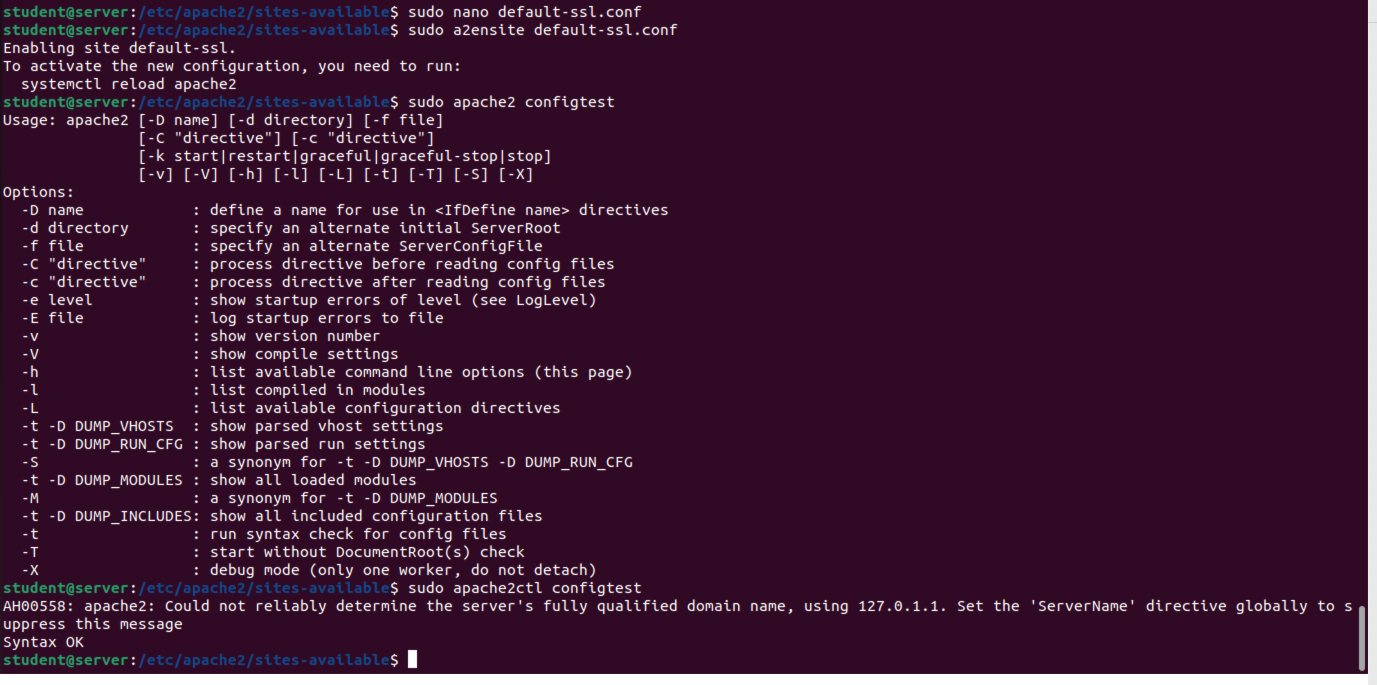 student@server:/etc/apache2/sites-available$ sudo nano default-ssl.conf
student@server:/etc/apache2/sites-available$ sudo a2ensite default-ssl.conf
Enabling site default-ssl.
To activate the new configuration, you need to run:
  systemctl reload apache2
student@server:/etc/apache2/sites-available$ sudo apache2 configtest
Usage: apache2 [-D name] [-d directory] [-f file]
               [-C "directive"] [-c "directive"]
               [-k start|restart|graceful|graceful-stop|stop]
               [-v] [-V] [-h] [-l] [-L] [-t] [-T] [-S] [-X]
Options:
  -D name            : define a name for use in <IfDefine name> directives
  -d directory       : specify an alternate initial ServerRoot
  -f file            : specify an alternate ServerConfigFile
  -C "directive"     : process directive before reading config files
  -c "directive"     : process directive after reading config files
  -e level           : show startup errors of level (see LogLevel)
  -E file            : log startup errors to file
  -v                 : show version number
  -V                 : show compile settings
  -h                 : list available command line options (this page)
  -l                 : list compiled in modules
  -L                 : list available configuration directives
  -t -D DUMP_VHOSTS  : show parsed vhost settings
  -t -D DUMP_RUN_CFG : show parsed run settings
  -S                 : a synonym for -t -D DUMP_VHOSTS -D DUMP_RUN_CFG
  -t -D DUMP_MODULES : show all loaded modules
  -M                 : a synonym for -t -D DUMP_MODULES
  -t -D DUMP_INCLUDES: show all included configuration files
  -t                 : run syntax check for config files
  -T                 : start without DocumentRoot(s) check
  -X                 : debug mode (only one worker, do not detach)
student@server:/etc/apache2/sites-available$ sudo apache2ctl configtest
AH00558: apache2: Could not reliably determine the server's fully qualified domain name, using 127.0.1.1. Set the 'ServerName' directive globally to s
uppress this message
Syntax OK
student@server:/etc/apache2/sites-available$